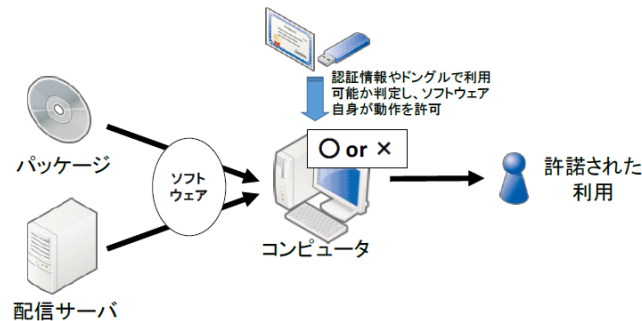 認証情報やドングルで利用
可能か判定し、ソフトウェア
自身が動作を許可
○ or ×
パッケージ
ソフト
ウェア
許諾された
利用
コンピュータ
配信サーバ